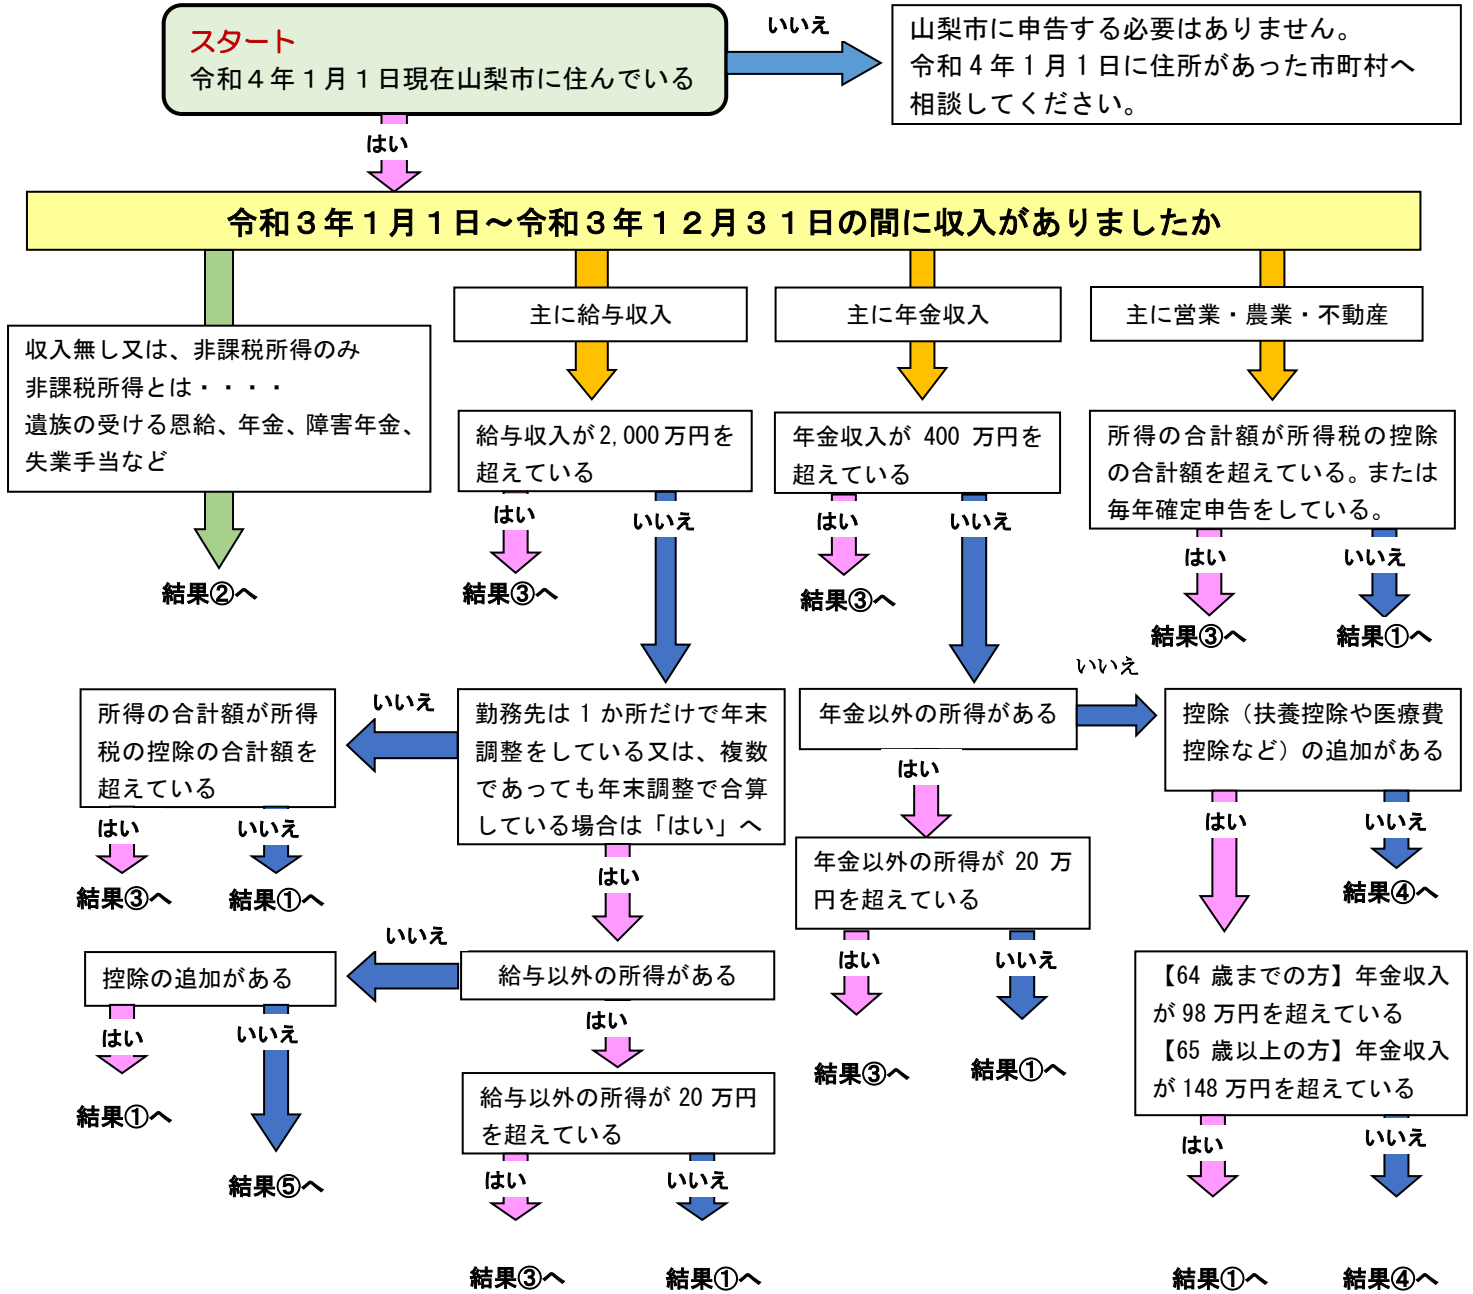 スタート
令和４年１月１日現在山梨市に住んでいる
いいえ
山梨市に申告する必要はありません。
令和４年１月１日に住所があった市町村へ
相談してください。
はい
令和３年１月１日～令和３年１２月３１日の間に収入がありましたか
収入無し又は、非課税所得のみ
非課税所得とは・・・・
遺族の受ける恩給、年金、障害年金、
失業手当など
結果②へ
主に給与収入
給与収入が2,000万円を
超えている
はい
いいえ
結果③へ
主に年金収入
年金収入が 400 万円を
超えている
はい
いいえ
結果③へ
主に営業・農業・不動産
所得の合計額が所得税の控除
の合計額を超えている。または
毎年確定申告をしている。
はい
いいえ
結果③へ
結果①へ
勤務先は１か所だけで年末
調整をしている又は、複数
であっても年末調整で合算
している場合は「はい」へ
いいえ
所得の合計額が所得
税の控除の合計額を
超えている
はい
いいえ
結果③へ
結果①へ
はい
給与以外の所得がある
いいえ
控除の追加がある
はい
いいえ
結果①へ
結果⑤へ
はい
給与以外の所得が 20 万円
を超えている
はい
いいえ
結果③へ
結果①へ
年金以外の所得がある
いいえ
はい
年金以外の所得が 20 万
円を超えている
はい
いいえ
結果③へ
結果①へ
控除（扶養控除や医療費
控除など）の追加がある
はい
いいえ
結果④へ
【64 歳までの方】年金収入
が 98 万円を超えている
【65 歳以上の方】年金収入
が 148 万円を超えている
はい
いいえ
結果①へ
結果④へ